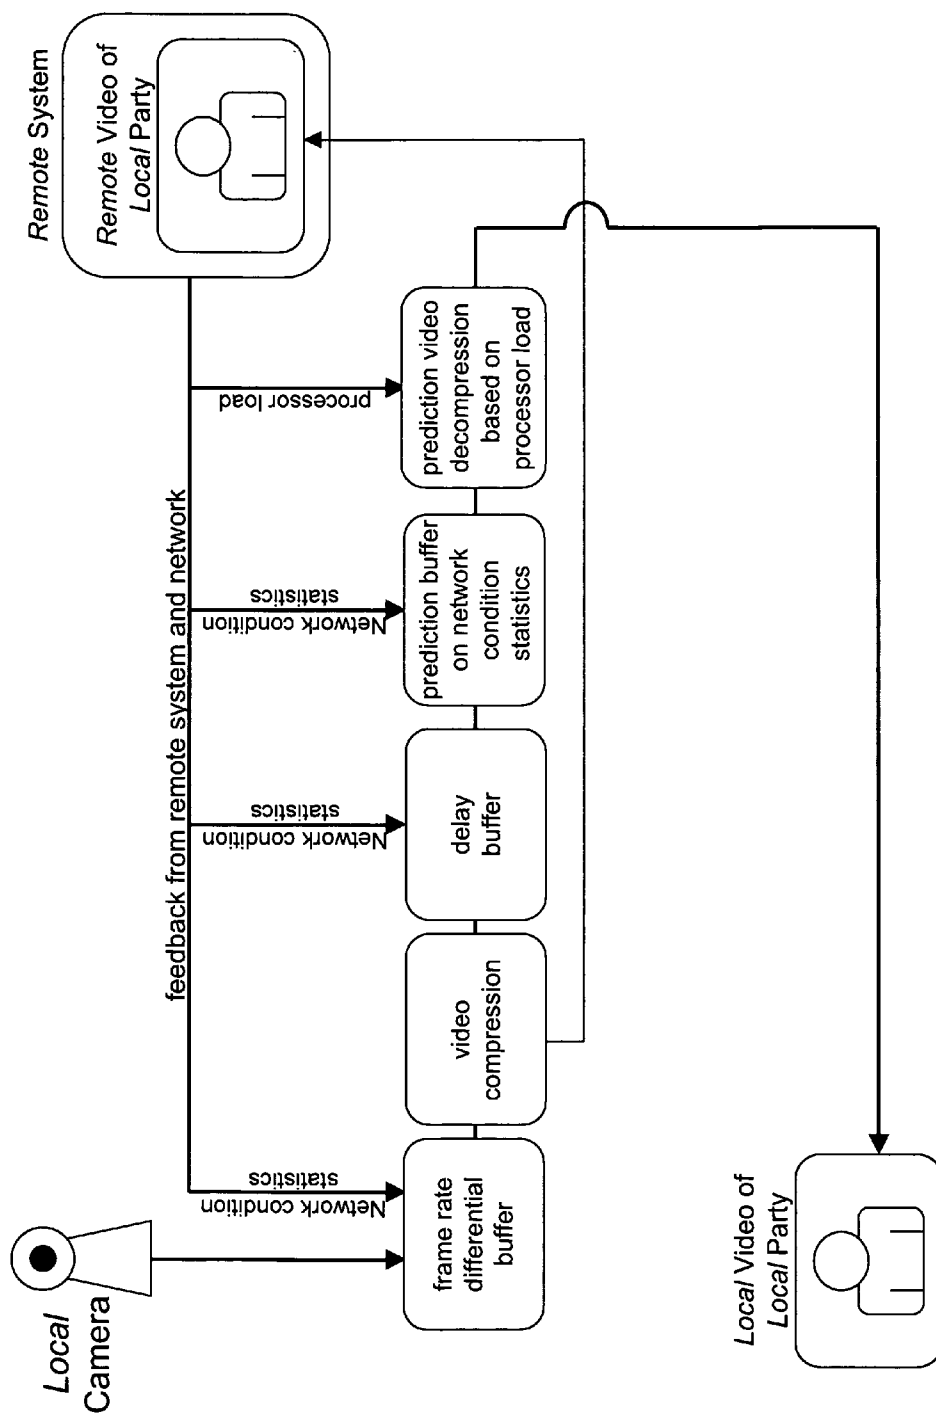 Local
Camera
Remote System
Remote Video of
Local Party
feedback from remote system and network
Network condition
statistics
Network condition
statistics
Network condition
statistics
processor load
frame rate
differential
buffer
video
compression
delay
buffer
prediction buffer
on network
condition
statistics
prediction video
decompression
based on
processor load
Local Video of
Local Party